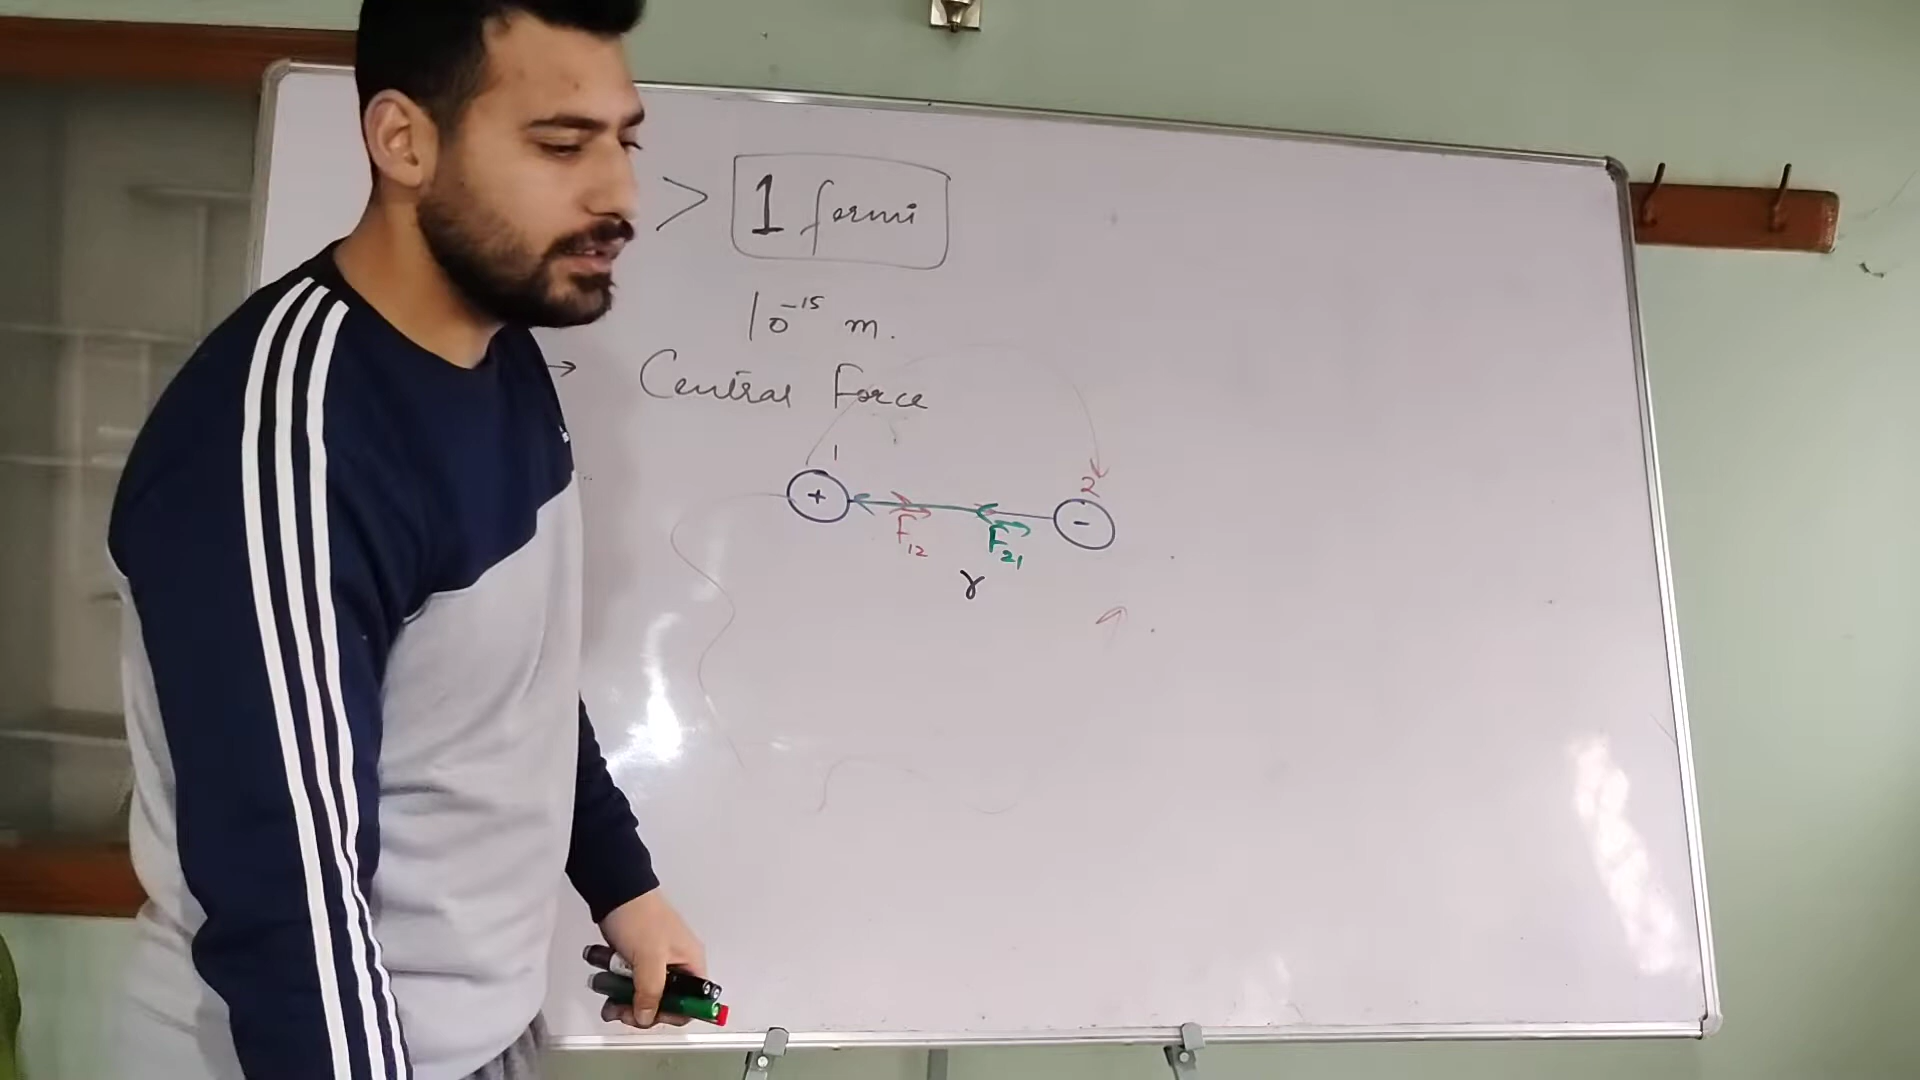 > 1 fermi
10⁻¹⁵ m.
→ Central Force
1
2
+
-
F₁₂
F₂₁
r